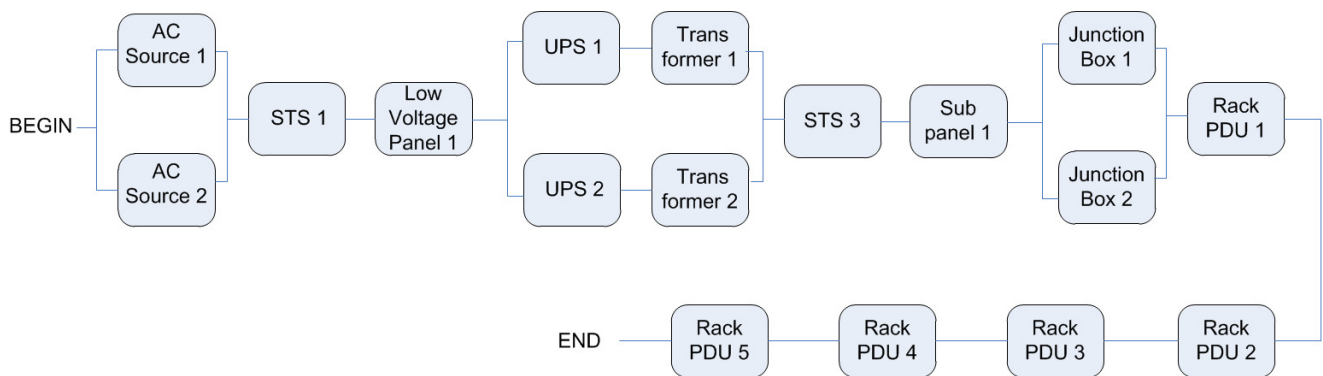 BEGIN
AC
Source 1
AC
Source 2
STS 1
Low
Voltage
Panel 1
UPS 1
Trans
former 1
UPS 2
Trans
former 2
STS 3
Sub
panel 1
Junction
Box 1
Junction
Box 2
Rack
PDU 1
END
Rack
PDU 5
Rack
PDU 4
Rack
PDU 3
Rack
PDU 2